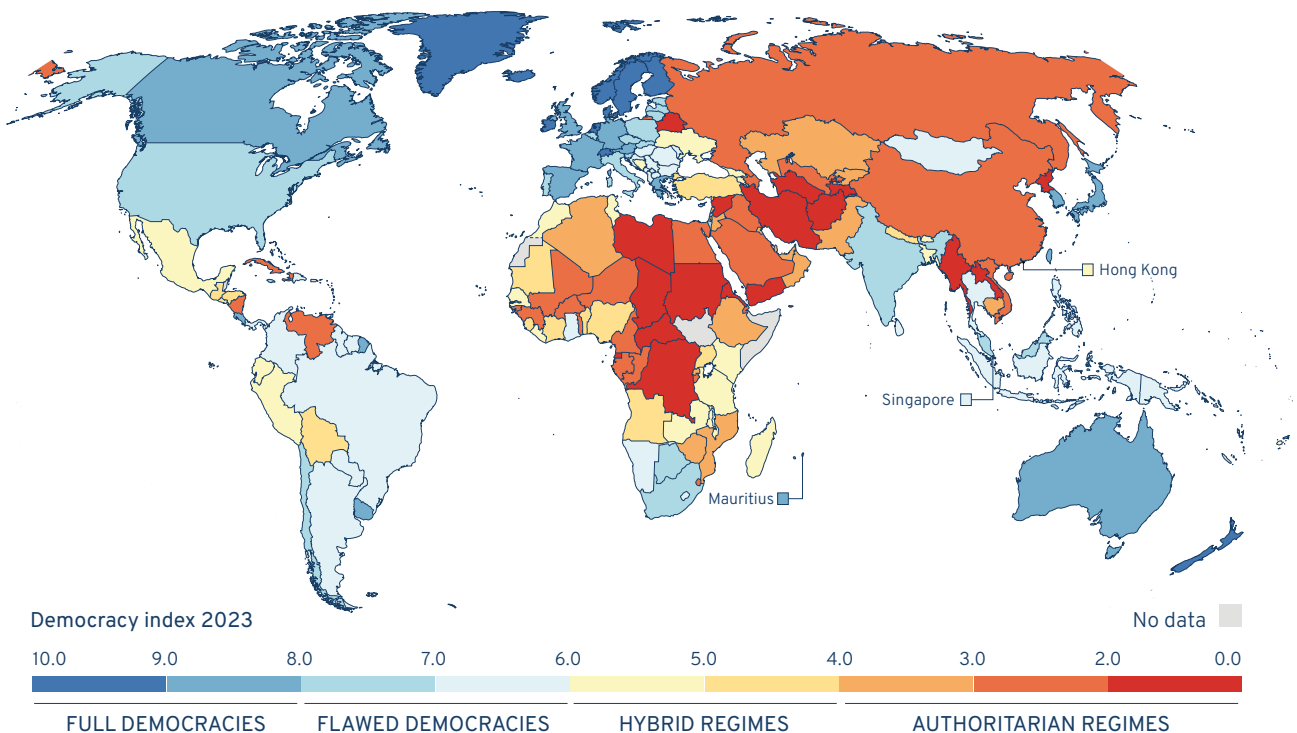 Hong Kong
Singapore
Mauritius
Democracy index 2023
No data
10.0 9.0 8.0 7.0 6.0 5.0 4.0 3.0 2.0 0.0
FULL DEMOCRACIES FLAWED DEMOCRACIES HYBRID REGIMES AUTHORITARIAN REGIMES